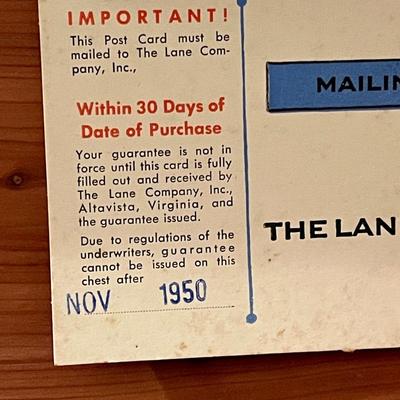 IMPORTANT!
This Post Card must be
mailed to The Lane Com-
pany, Inc.,
Within 30 Days of
Date of Purchase
Your guarantee is not in
force until this card is fully
filled out and received by
The Lane Company, Inc.,
Altavista, Virginia, and
the guarantee issued.
Due to regulations of the
underwriters, guarantee
cannot be issued on this
chest after
NOV 1950
MAILIN
THE LAN